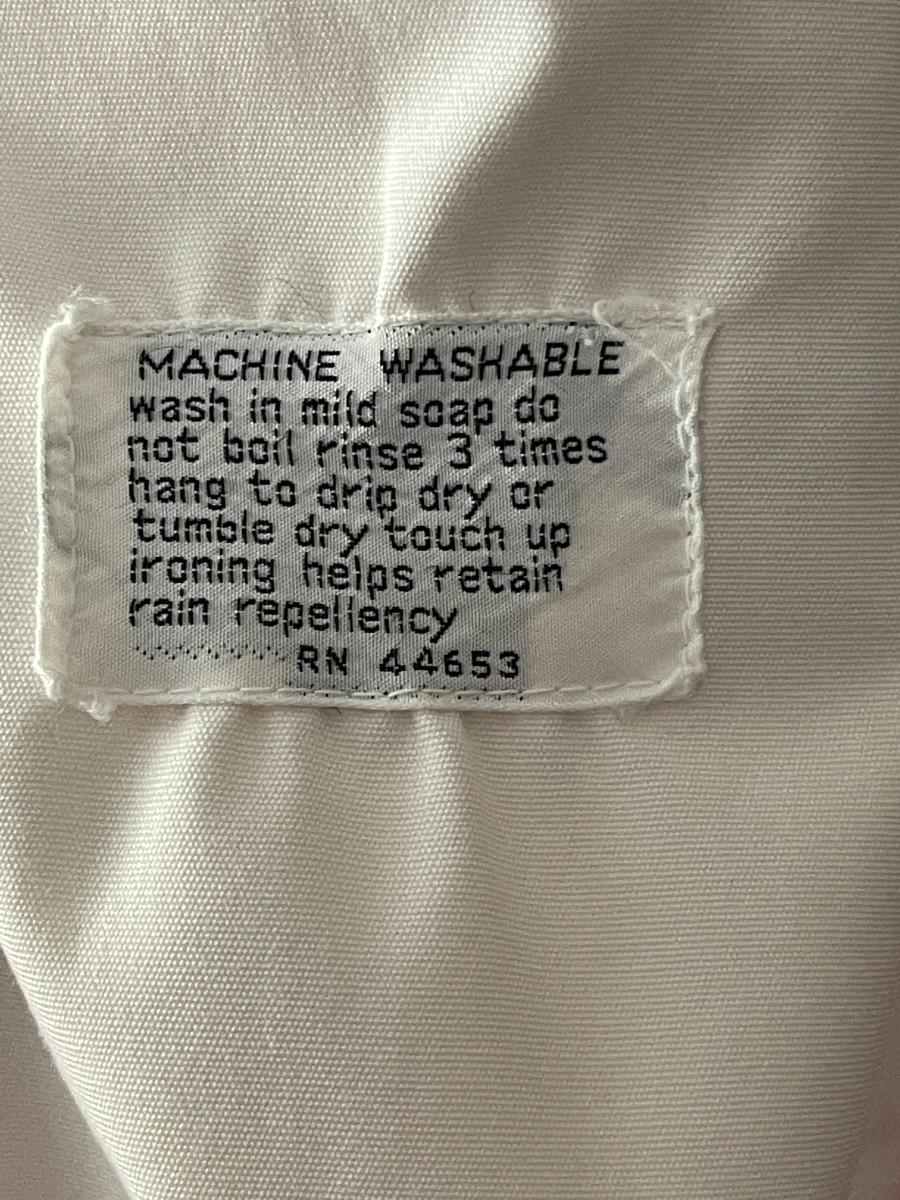 MACHINE WASHABLE
wash in mild soap do
not boil rinse 3 times
hang to drip dry or
tumble dry touch up
ironing helps retain
rain repellency
RN 44653